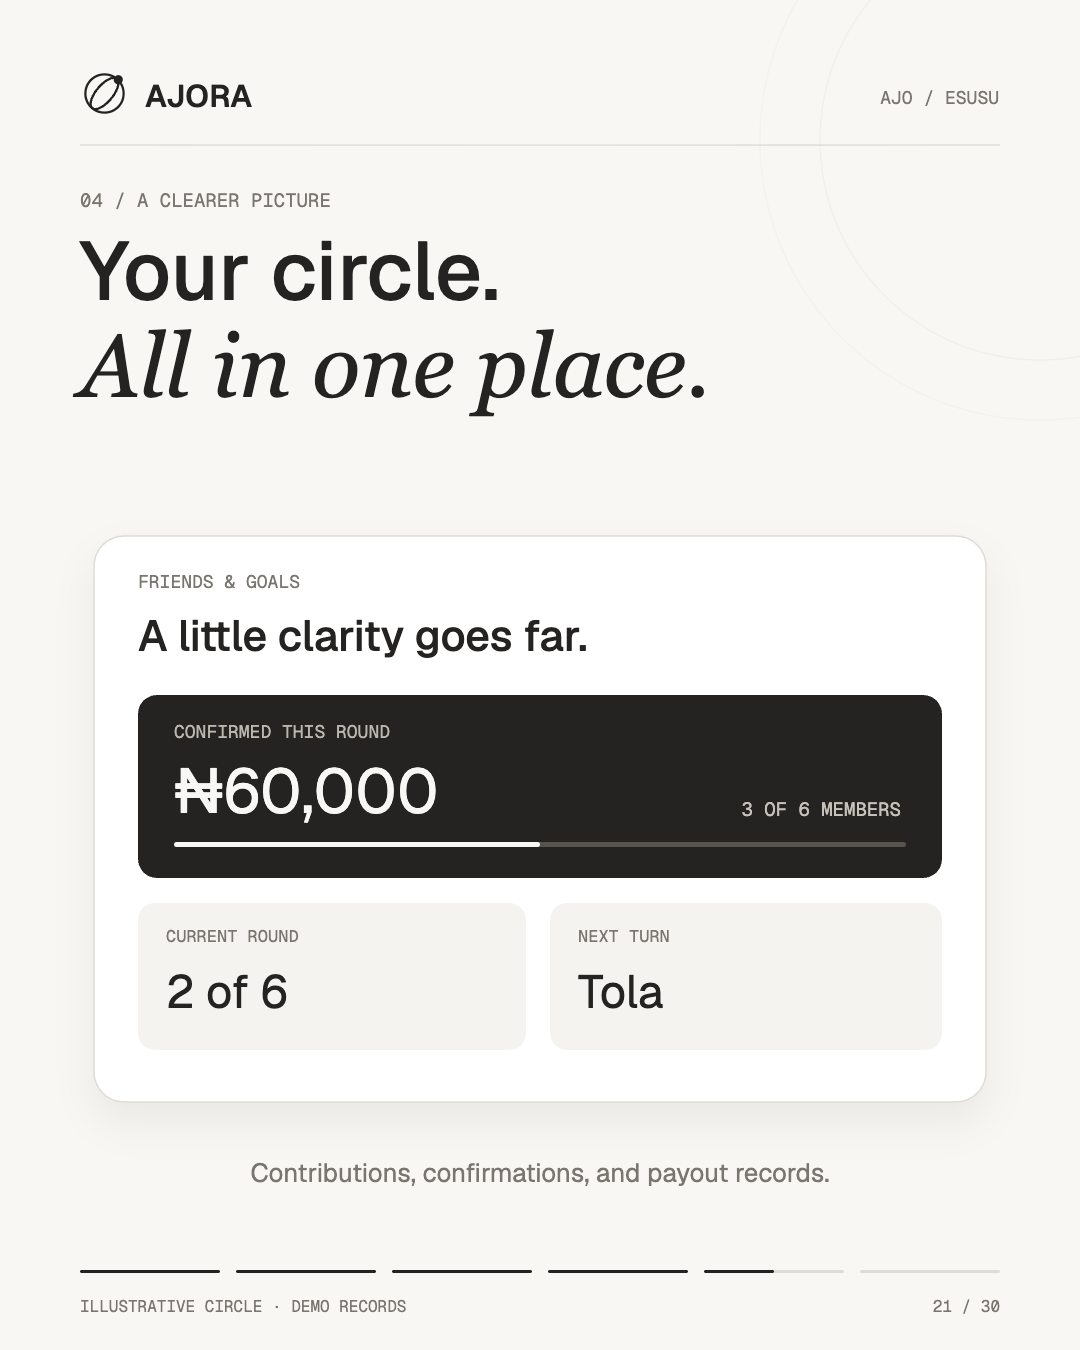 AJORA
AJO / ESUSU
04 / A CLEARER PICTURE
Your circle.
All in one place.
FRIENDS & GOALS
A little clarity goes far.
CONFIRMED THIS ROUND
₦60,000
3 OF 6 MEMBERS
CURRENT ROUND
2 of 6
NEXT TURN
Tola
Contributions, confirmations, and payout records.
ILLUSTRATIVE CIRCLE · DEMO RECORDS
21 / 30